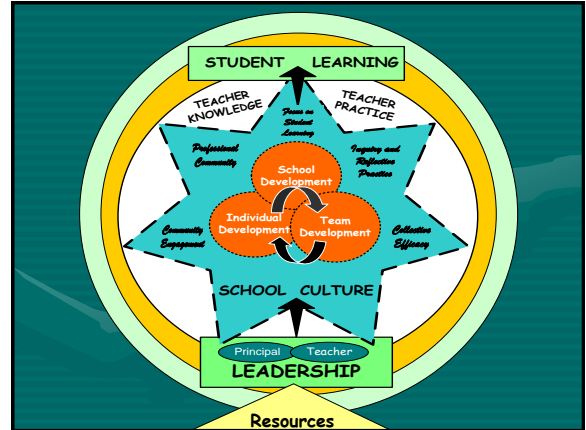 STUDENT LEARNING
TEACHER
KNOWLEDGE
TEACHER
PRACTICE
Focus on
Student
Learning
Professional
Community
Inquiry and
Reflective
Practice
School
Development
Individual
Development
Team
Development
Community
Engagement
Collective
Efficacy
SCHOOL CULTURE
Principal
Teacher
LEADERSHIP
Resources